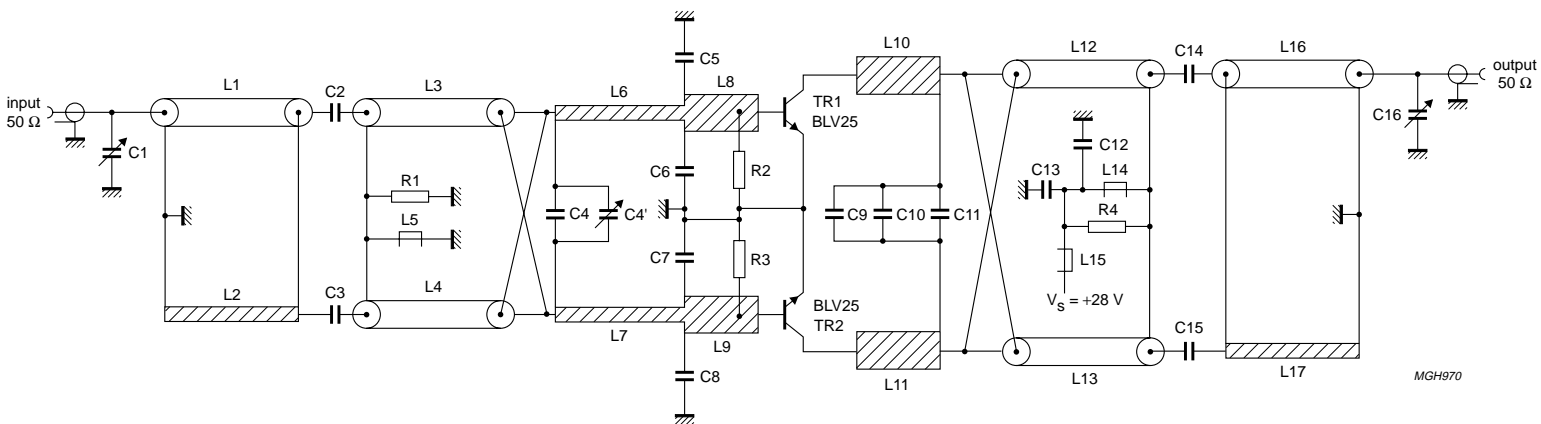 input
50 Ω
C1
L1
L2
C2
C3
L3
R1
L5
L4
C4
C4'
L6
L7
C5
C6
C7
C8
L8
L9
R2
R3
TR1
BLV25
BLV25
TR2
L10
L11
C9
C10
C11
L12
C12
C13
L14
R4
L15
VS = +28 V
L13
C14
C15
L16
L17
C16
output
50 Ω
MGH970